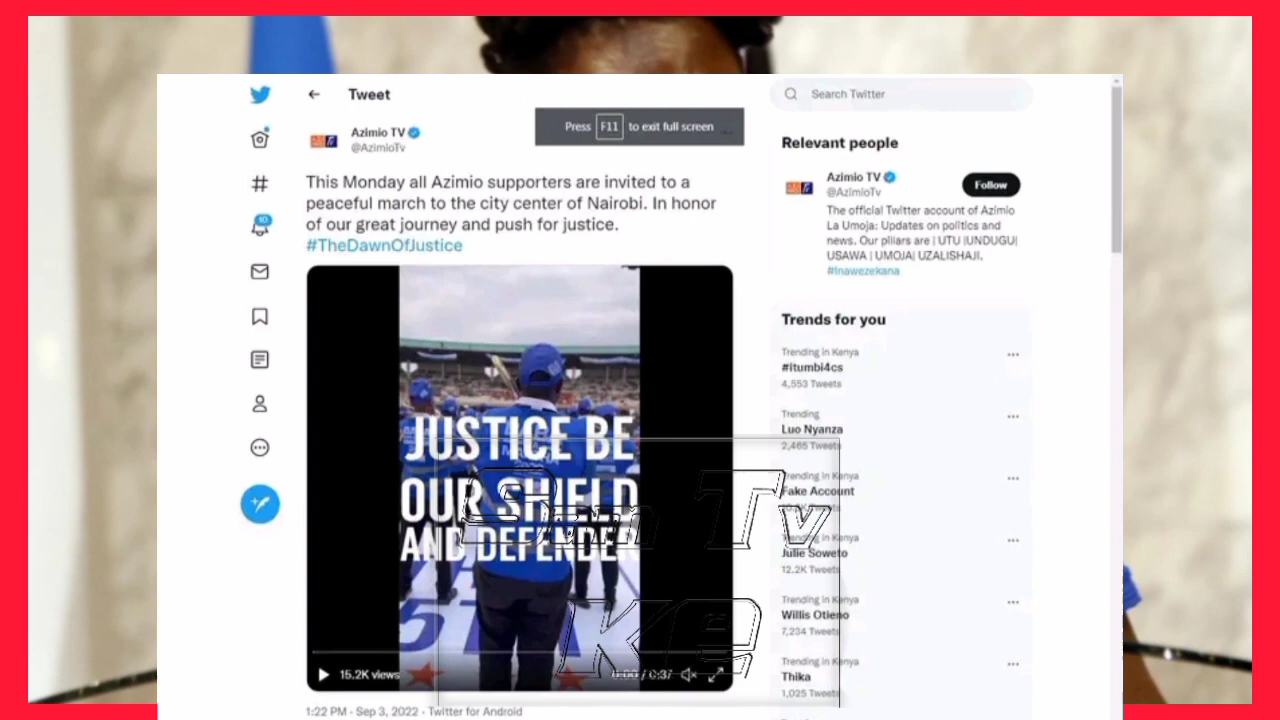 Tweet
Search Twitter
Press F11 to exit full screen
Azimio TV
@AzimioTv
This Monday all Azimio supporters are invited to a
peaceful march to the city center of Nairobi. In honor
of our great journey and push for justice.
#TheDawnOfJustice
JUSTICE BE
OUR SHIELD
AND DEFENDER
15.2K views
0:00 / 0:37
1:22 PM · Sep 3, 2022 · Twitter for Android
Relevant people
Azimio TV
@AzimioTv
Follow
The official Twitter account of Azimio
La Umoja: Updates on politics and
news. Our pillars are | UTU |UNDUGU|
USAWA | UMOJA| UZALISHAJI.
#Inawezekana
Trends for you
Trending in Kenya
#itumbi4cs
4,553 Tweets
Trending
Luo Nyanza
2,465 Tweets
Trending in Kenya
Fake Account
Trending in Kenya
Julie Soweto
12.2K Tweets
Trending in Kenya
Willis Otieno
7,234 Tweets
Trending in Kenya
Thika
1,025 Tweets
Tv
Ke